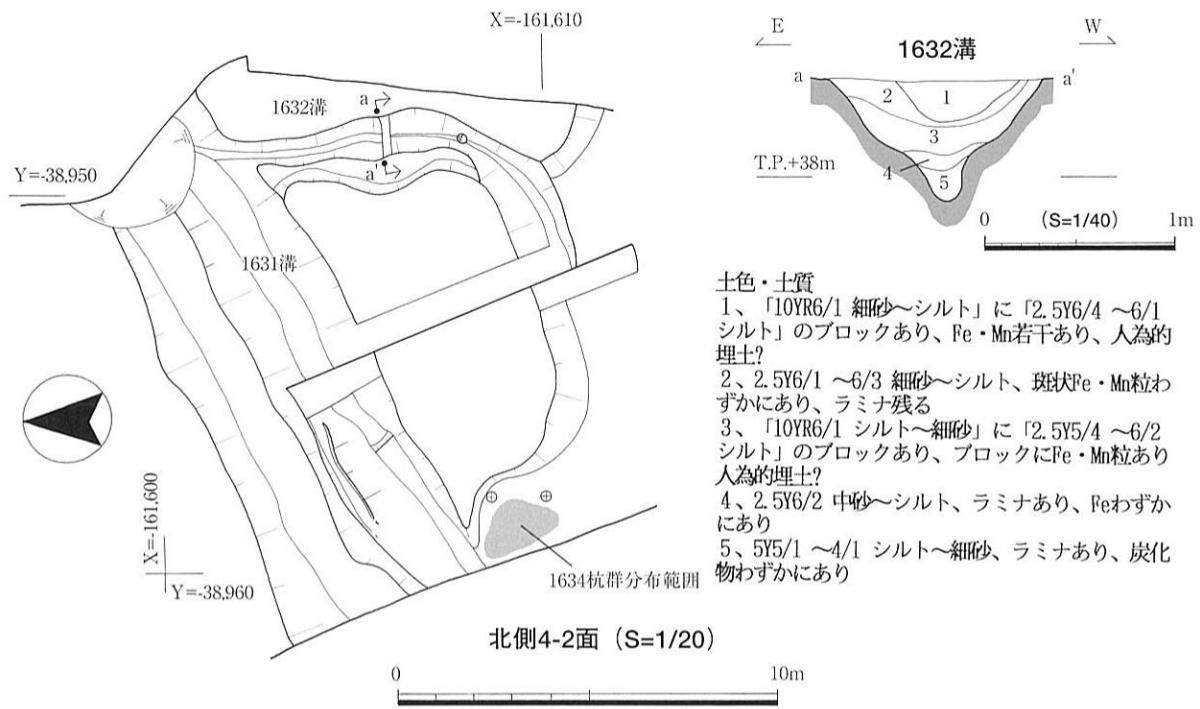 X=-161,610
1632溝
a
a'
Y=-38,950
1631溝
X=-161,600
Y=-38,960
1634杭群分布範囲
北側4-2面（S=1/20）
0 10m
E W
1632溝
a a'
1
2
3
4
5
T.P.+38m
0 （S=1/40） 1m
土色・土質
1、「10YR6/1 細砂～シルト」に「2.5Y6/4 ～6/1
シルト」のブロックあり、Fe・Mn若干あり、人為的
埋土?
2、2.5Y6/1 ～6/3 細砂～シルト、斑状Fe・Mn粒わ
ずかにあり、ラミナ残る
3、「10YR6/1 シルト～細砂」に「2.5Y5/4 ～6/2
シルト」のブロックあり、ブロックにFe・Mn粒あり
人為的埋土?
4、2.5Y6/2 中砂～シルト、ラミナあり、Feわずか
にあり
5、5Y5/1 ～4/1 シルト～細砂、ラミナあり、炭化
物わずかにあり